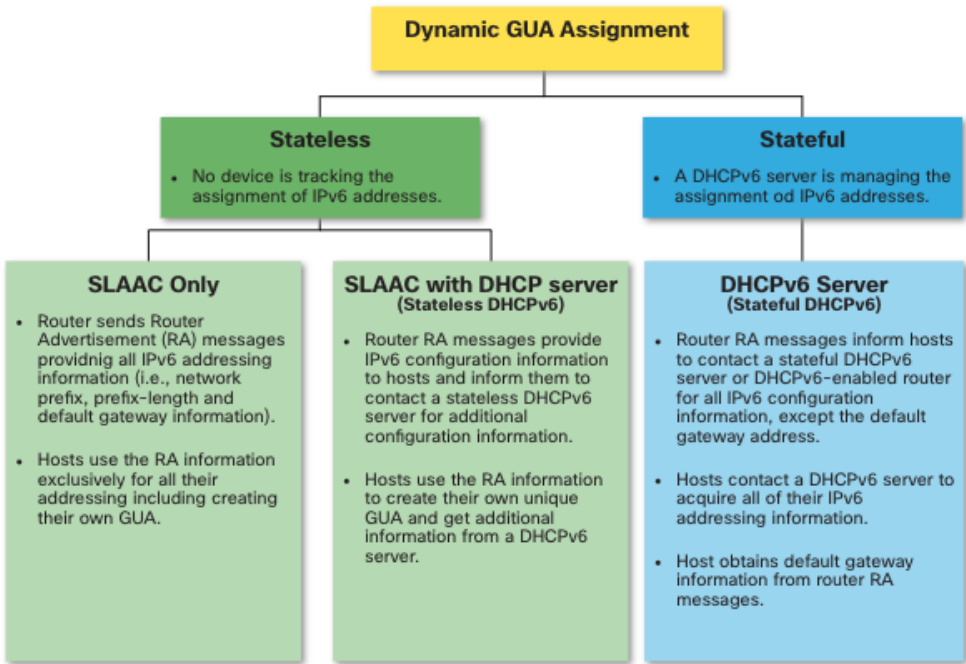 Dynamic GUA Assignment
Stateless
• No device is tracking the
assignment of IPv6 addresses.
Stateful
• A DHCPv6 server is managing the
assignment od IPv6 addresses.
SLAAC Only
• Router sends Router
Advertisement (RA) messages
providnig all IPv6 addressing
information (i.e., network
prefix, prefix-length and
default gateway information).
• Hosts use the RA information
exclusively for all their
addressing including creating
their own GUA.
SLAAC with DHCP server
(Stateless DHCPv6)
• Router RA messages provide
IPv6 configuration information
to hosts and inform them to
contact a stateless DHCPv6
server for additional
configuration information.
• Hosts use the RA information
to create their own unique
GUA and get additional
information from a DHCPv6
server.
DHCPv6 Server
(Stateful DHCPv6)
• Router RA messages inform hosts
to contact a stateful DHCPv6
server or DHCPv6-enabled router
for all IPv6 configuration
information, except the default
gateway address.
• Hosts contact a DHCPv6 server to
acquire all of their IPv6
addressing information.
• Host obtains default gateway
information from router RA
messages.